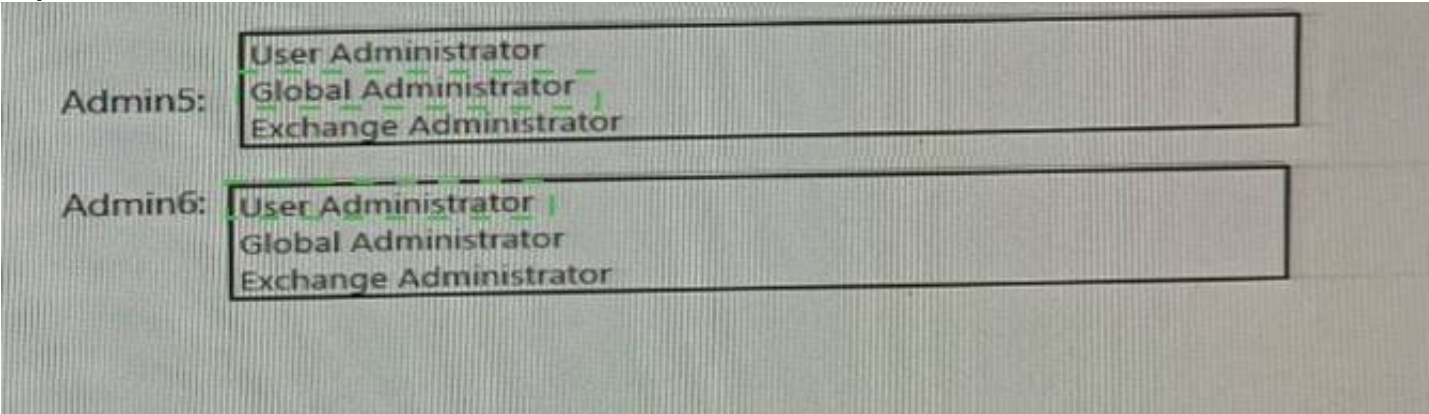 User Administrator
Admin5: Global Administrator
Exchange Administrator
Admin6: User Administrator
Global Administrator
Exchange Administrator